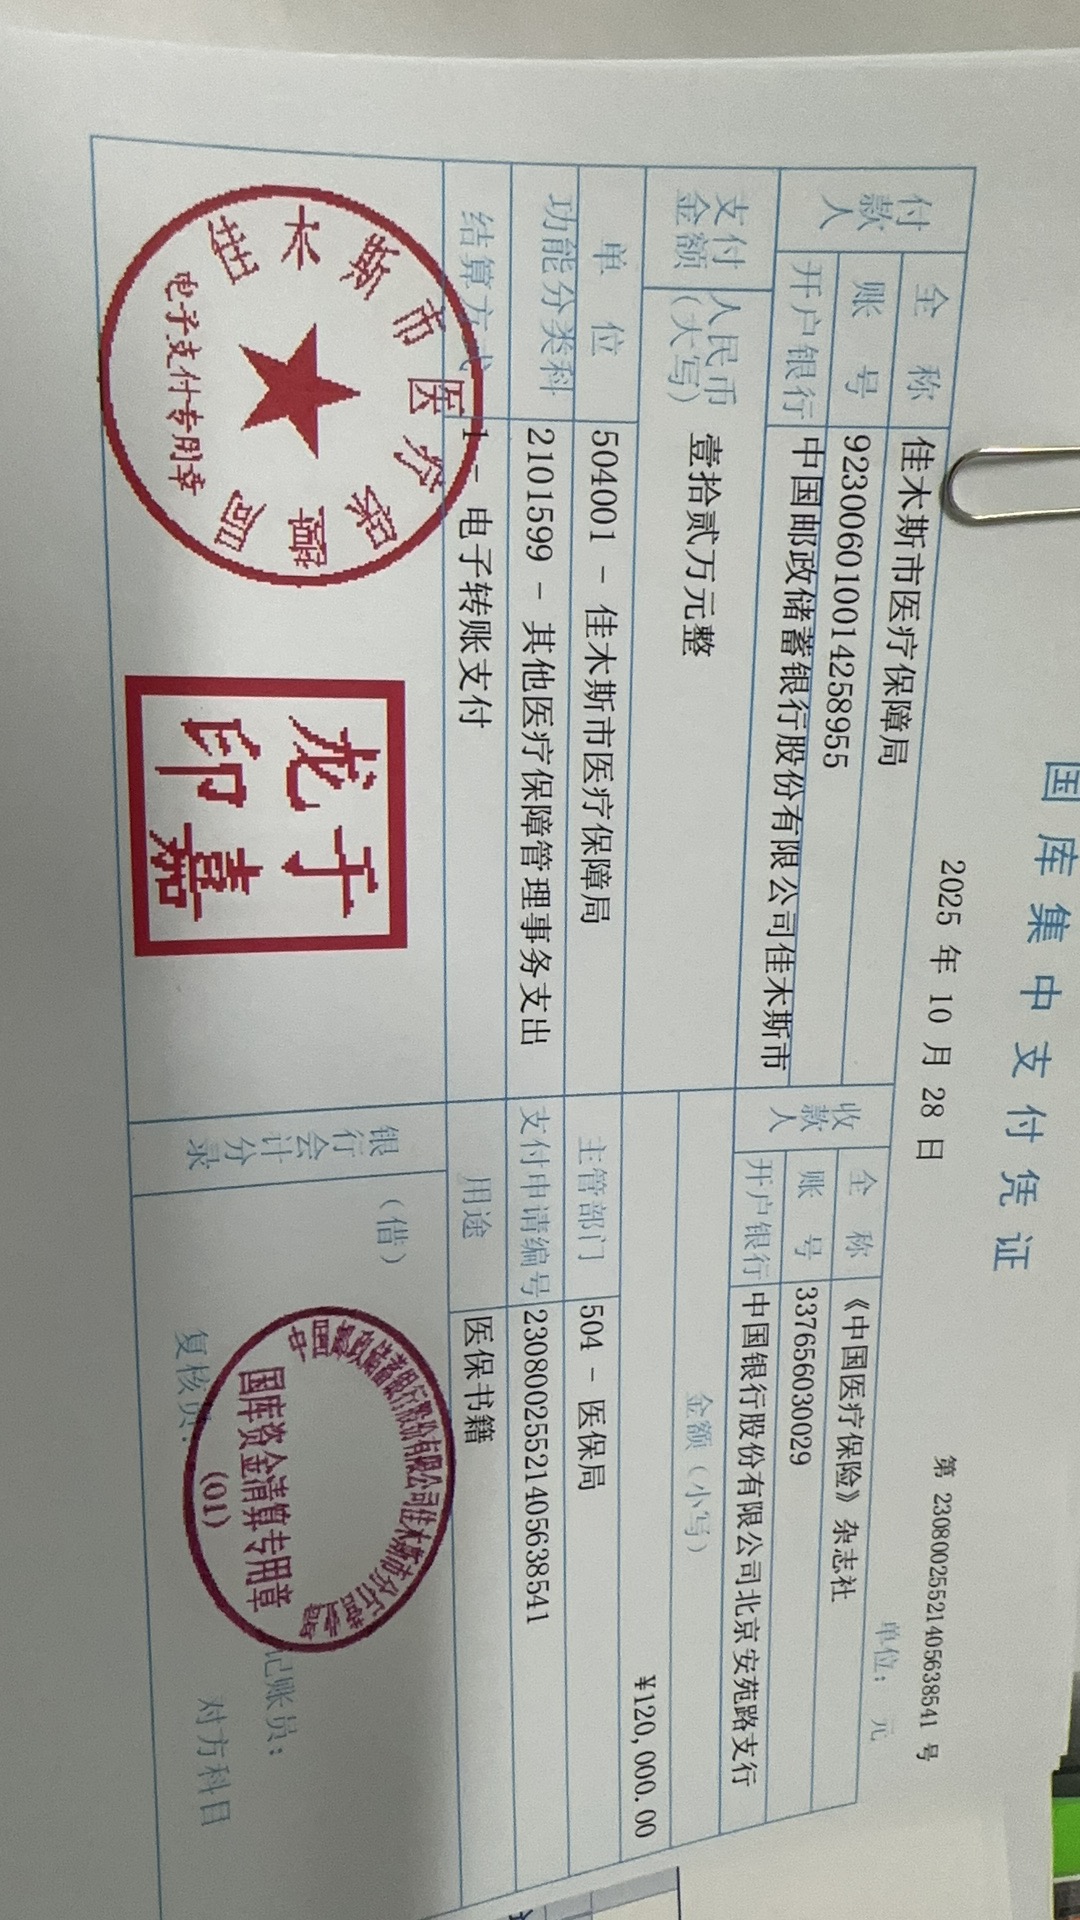 国库集中支付凭证
2025 年 10 月 28 日
第 2308002552140563854１ 号
单位： 元
付款人
全 称
佳木斯市医疗保障局
账 号
923006010014258955
开户银行
中国邮政储蓄银行股份有限公司佳木斯市
收款人
全 称
《中国医疗保险》杂志社
账 号
337656030029
开户银行
中国银行股份有限公司北京安苑路支行
支付金额
人民币（大写）
壹拾贰万元整
金额（小写）
¥120,000.00
单 位
504001 - 佳木斯市医疗保障局
主管部门
504 - 医保局
功能分类科
2101599 - 其他医疗保障管理事务支出
支付申请编号
23080025521405638541
结算方式
1 - 电子转账支付
用途
医保书籍
佳木斯市医疗保障局
电子支付专用章
于嘉龙印
银行会计分录
（借）
对方科目
复核员：
记账员：
国库资金清算专用章
(01)